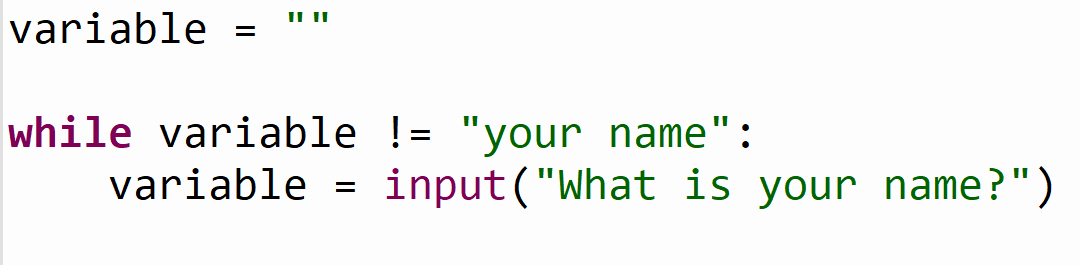 variable = ""
while variable != "your name":
    variable = input("What is your name?")